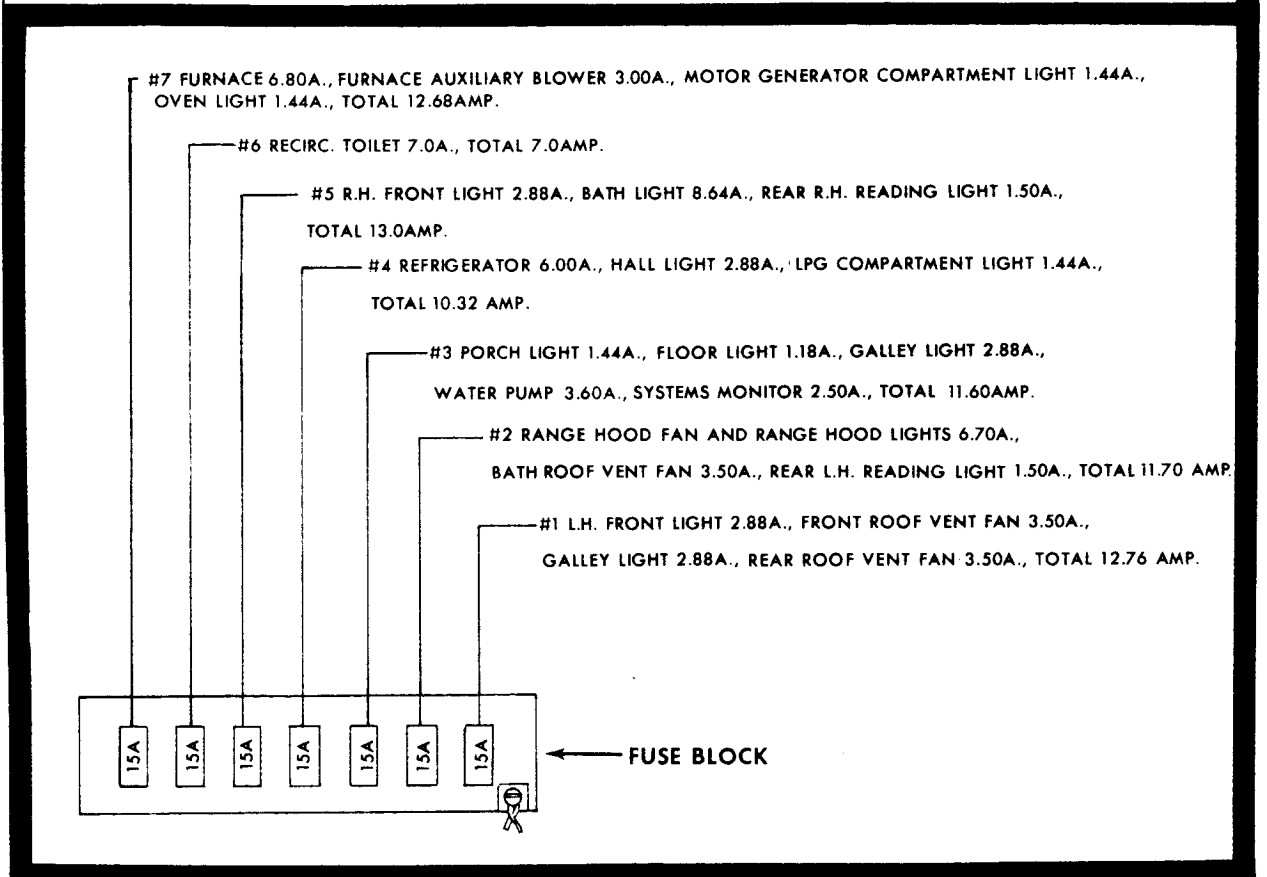 #7 FURNACE 6.80A., FURNACE AUXILIARY BLOWER 3.00A., MOTOR GENERATOR COMPARTMENT LIGHT 1.44A.,
OVEN LIGHT 1.44A., TOTAL 12.68AMP.
#6 RECIRC. TOILET 7.0A., TOTAL 7.0AMP.
#5 R.H. FRONT LIGHT 2.88A., BATH LIGHT 8.64A., REAR R.H. READING LIGHT 1.50A.,
TOTAL 13.0AMP.
#4 REFRIGERATOR 6.00A., HALL LIGHT 2.88A., LPG COMPARTMENT LIGHT 1.44A.,
TOTAL 10.32 AMP.
#3 PORCH LIGHT 1.44A., FLOOR LIGHT 1.18A., GALLEY LIGHT 2.88A.,
WATER PUMP 3.60A., SYSTEMS MONITOR 2.50A., TOTAL 11.60AMP.
#2 RANGE HOOD FAN AND RANGE HOOD LIGHTS 6.70A.,
BATH ROOF VENT FAN 3.50A., REAR L.H. READING LIGHT 1.50A., TOTAL 11.70 AMP.
#1 L.H. FRONT LIGHT 2.88A., FRONT ROOF VENT FAN 3.50A.,
GALLEY LIGHT 2.88A., REAR ROOF VENT FAN 3.50A., TOTAL 12.76 AMP.
15A 15A 15A 15A 15A 15A 15A
FUSE BLOCK